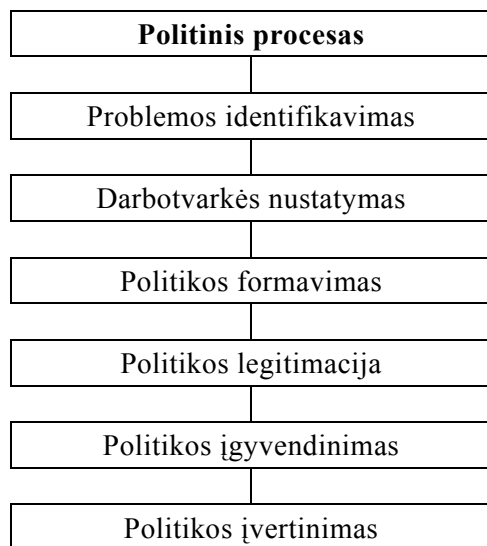 Politinis procesas
Problemos identifikavimas
Darbotvarkės nustatymas
Politikos formavimas
Politikos legitimacija
Politikos įgyvendinimas
Politikos įvertinimas